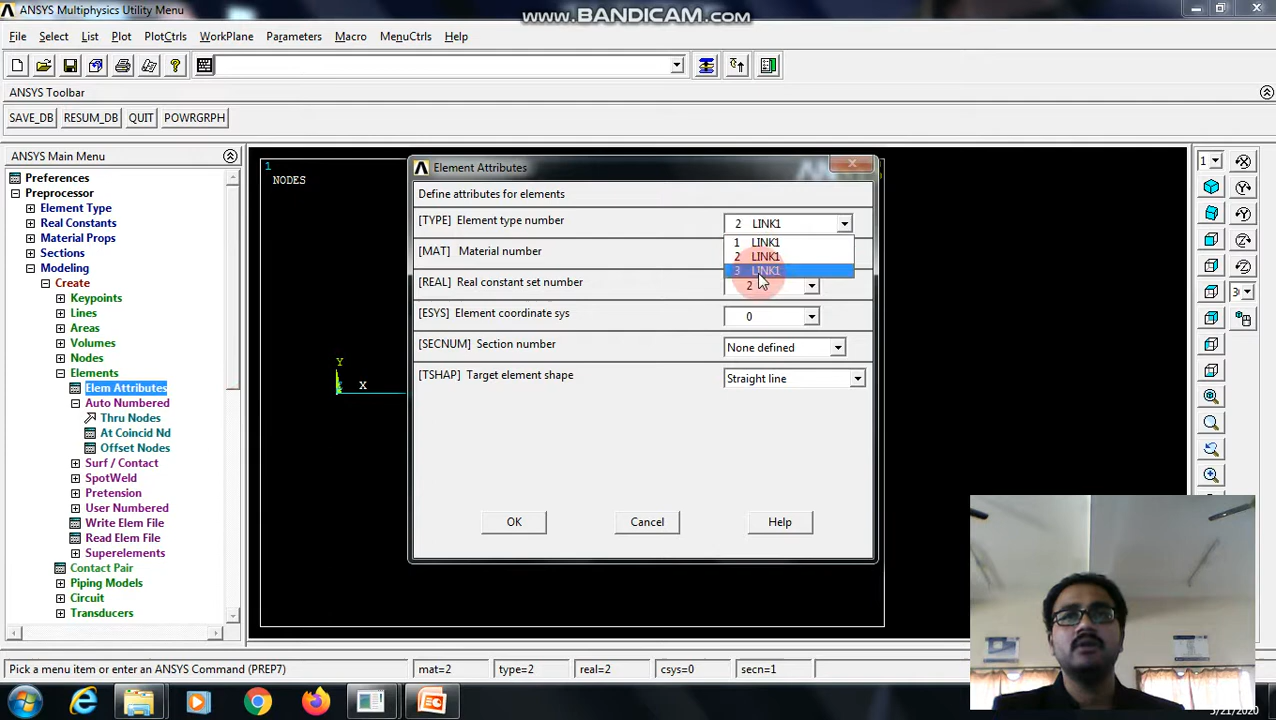 ANSYS Multiphysics Utility Menu
www.BANDICAM.com
File Select List Plot PlotCtrls WorkPlane Parameters Macro MenuCtrls Help
ANSYS Toolbar
SAVE_DB RESUM_DB QUIT POWRGRPH
ANSYS Main Menu
Preferences
Preprocessor
Element Type
Real Constants
Material Props
Sections
Modeling
Create
Keypoints
Lines
Areas
Volumes
Nodes
Elements
Elem Attributes
Auto Numbered
Thru Nodes
At Coincid Nd
Offset Nodes
Surf / Contact
SpotWeld
Pretension
User Numbered
Write Elem File
Read Elem File
Superelements
Contact Pair
Piping Models
Circuit
Transducers
1
NODES
Y
X
Element Attributes
Define attributes for elements
[TYPE] Element type number 2 LINK1
1 LINK1
[MAT] Material number 2 LINK1
3 LINK1
[REAL] Real constant set number 2
[ESYS] Element coordinate sys 0
[SECNUM] Section number None defined
[TSHAP] Target element shape Straight line
OK Cancel Help
1
Pick a menu item or enter an ANSYS Command (PREP7) mat=2 type=2 real=2 csys=0 secn=1
5/21/2020